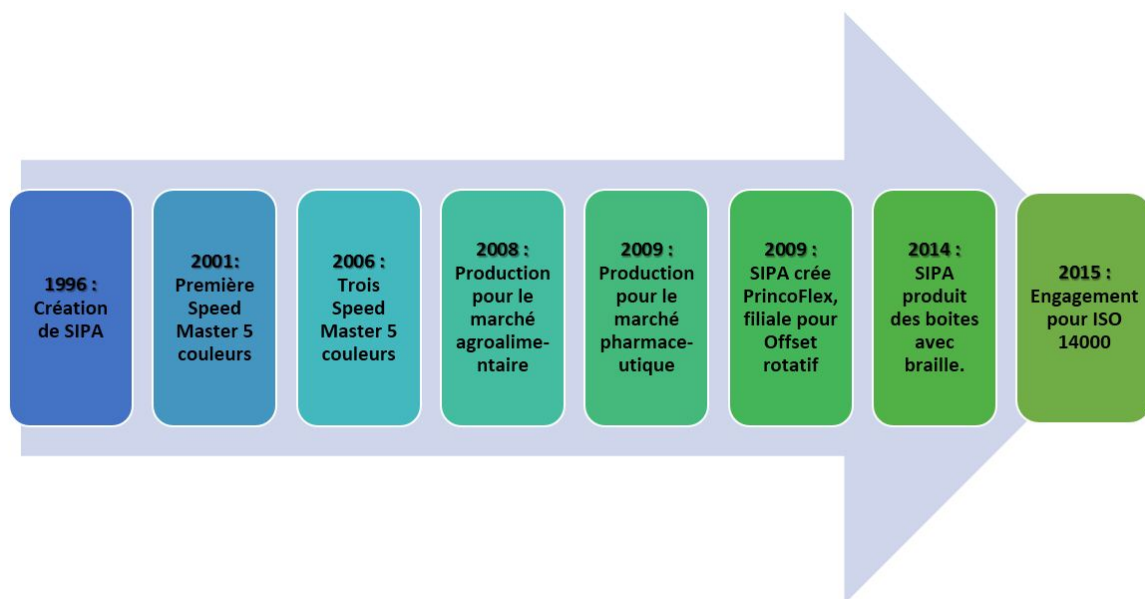 1996 :
Création
de SIPA
2001:
Première
Speed
Master 5
couleurs
2006 :
Trois
Speed
Master 5
couleurs
2008 :
Production
pour le
marché
agroalime-
ntaire
2009 :
Production
pour le
marché
pharmace-
utique
2009 :
SIPA crée
PrincoFlex,
filiale pour
Offset
rotatif
2014 :
SIPA
produit
des boites
avec
braille.
2015 :
Engagement
pour ISO
14000